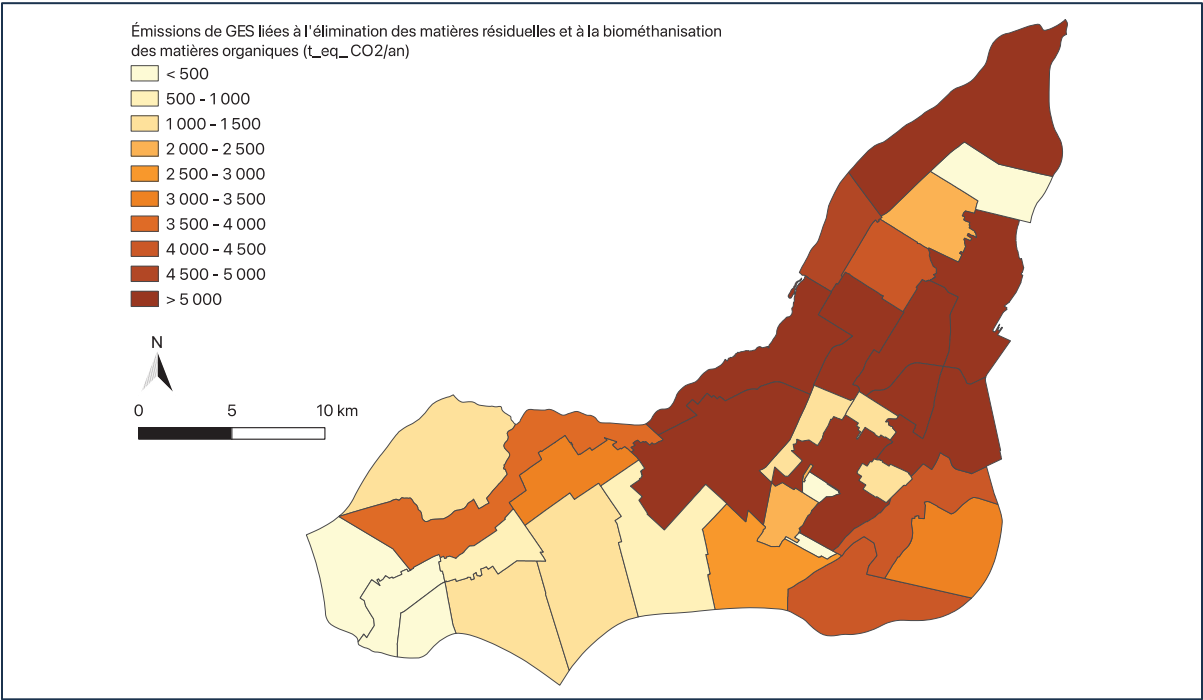 Émissions de GES liées à l'élimination des matières résiduelles et à la biométhanisation
des matières organiques (t_eq_CO2/an)
< 500
500 - 1 000
1 000 - 1 500
2 000 - 2 500
2 500 - 3 000
3 000 - 3 500
3 500 - 4 000
4 000 - 4 500
4 500 - 5 000
> 5 000
N
0 5 10 km